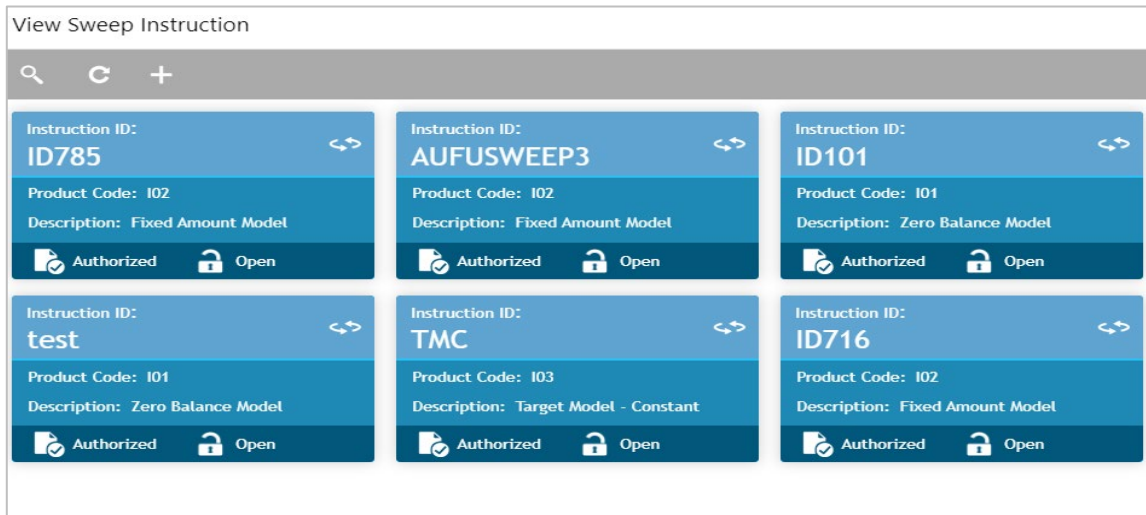 View Sweep Instruction
Instruction ID:
ID785
Product Code: I02
Description: Fixed Amount Model
Authorized Open
Instruction ID:
AUFUSWEEP3
Product Code: I02
Description: Fixed Amount Model
Authorized Open
Instruction ID:
ID101
Product Code: I01
Description: Zero Balance Model
Authorized Open
Instruction ID:
test
Product Code: I01
Description: Zero Balance Model
Authorized Open
Instruction ID:
TMC
Product Code: I03
Description: Target Model - Constant
Authorized Open
Instruction ID:
ID716
Product Code: I02
Description: Fixed Amount Model
Authorized Open